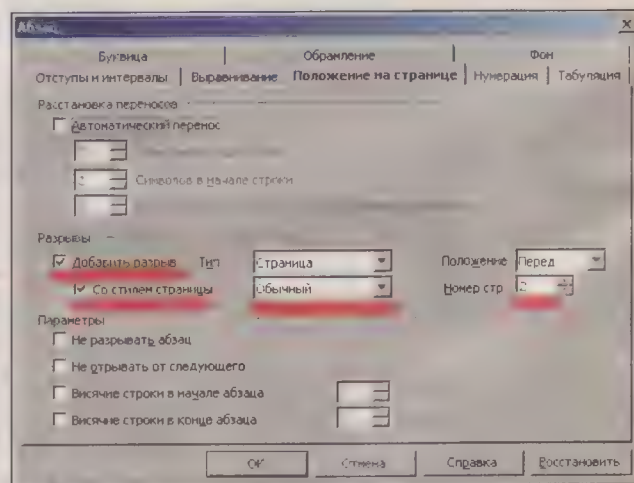 Абзац
Буквица | Обрамление | Фон
Отступы и интервалы | Выравнивание Положение на странице | Нумерация | Табуляция
Расстановка переносов
Автоматический перенос
2 Символов в начале строки
Разрывы
Добавить разрыв Тип Страница Положение Перед
Со стилем страницы Обычный Номер стр 2
Параметры
Не разрывать абзац
Не отрывать от следующего
Висячие строки в начале абзаца
Висячие строки в конце абзаца
OK Отмена Справка Восстановить